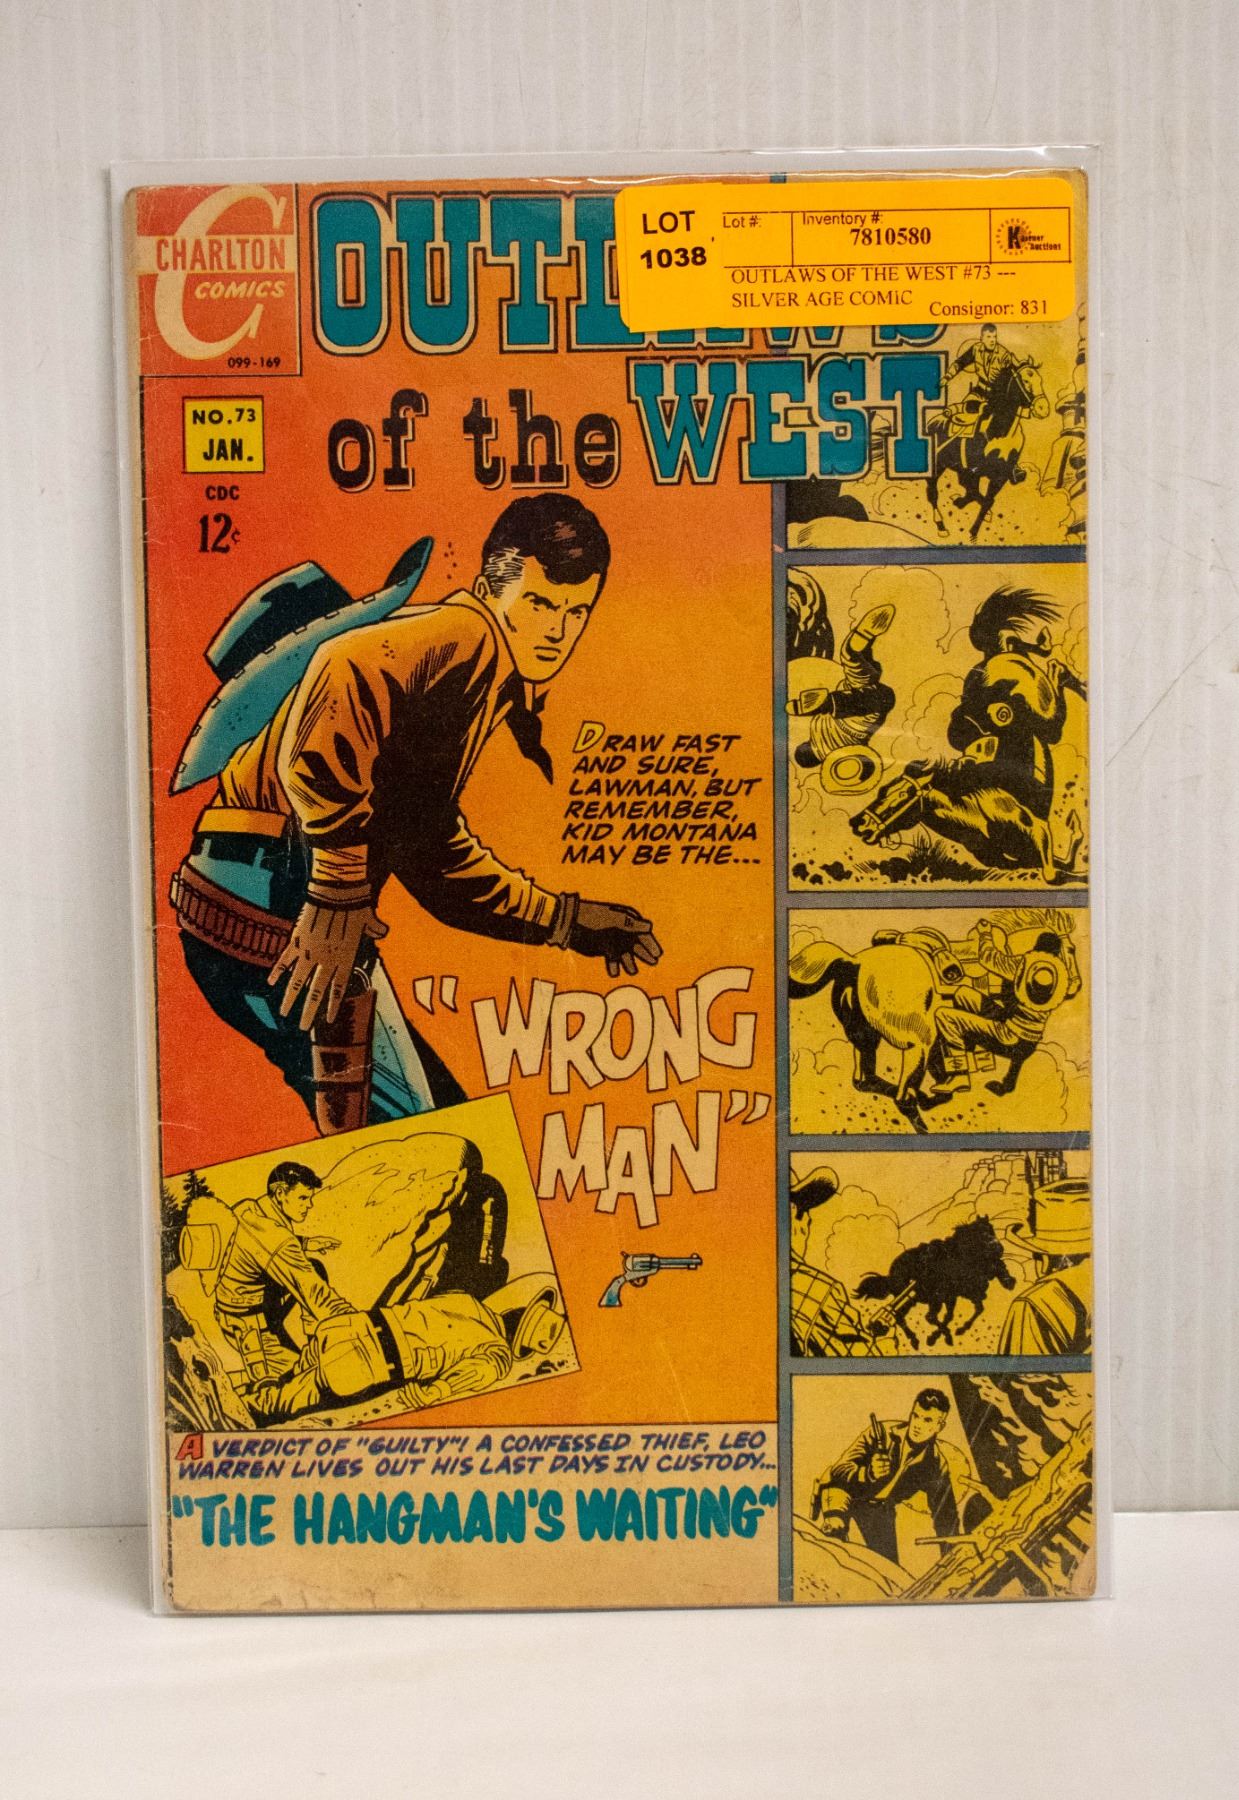 CHARLTON
COMICS
099-169
OUTLAWS
of the WEST
LOT
1038
Lot #:
Inventory #:
7810580
Auctions
OUTLAWS OF THE WEST #73 ---
SILVER AGE COMIC
Consignor: 831
NO. 73
JAN.
CDC
12¢
DRAW FAST
AND SURE,
LAWMAN, BUT
REMEMBER,
KID MONTANA
MAY BE THE...
"WRONG
MAN"
A VERDICT OF "GUILTY"! A CONFESSED THIEF, LEO
WARREN LIVES OUT HIS LAST DAYS IN CUSTODY...
"THE HANGMAN'S WAITING"